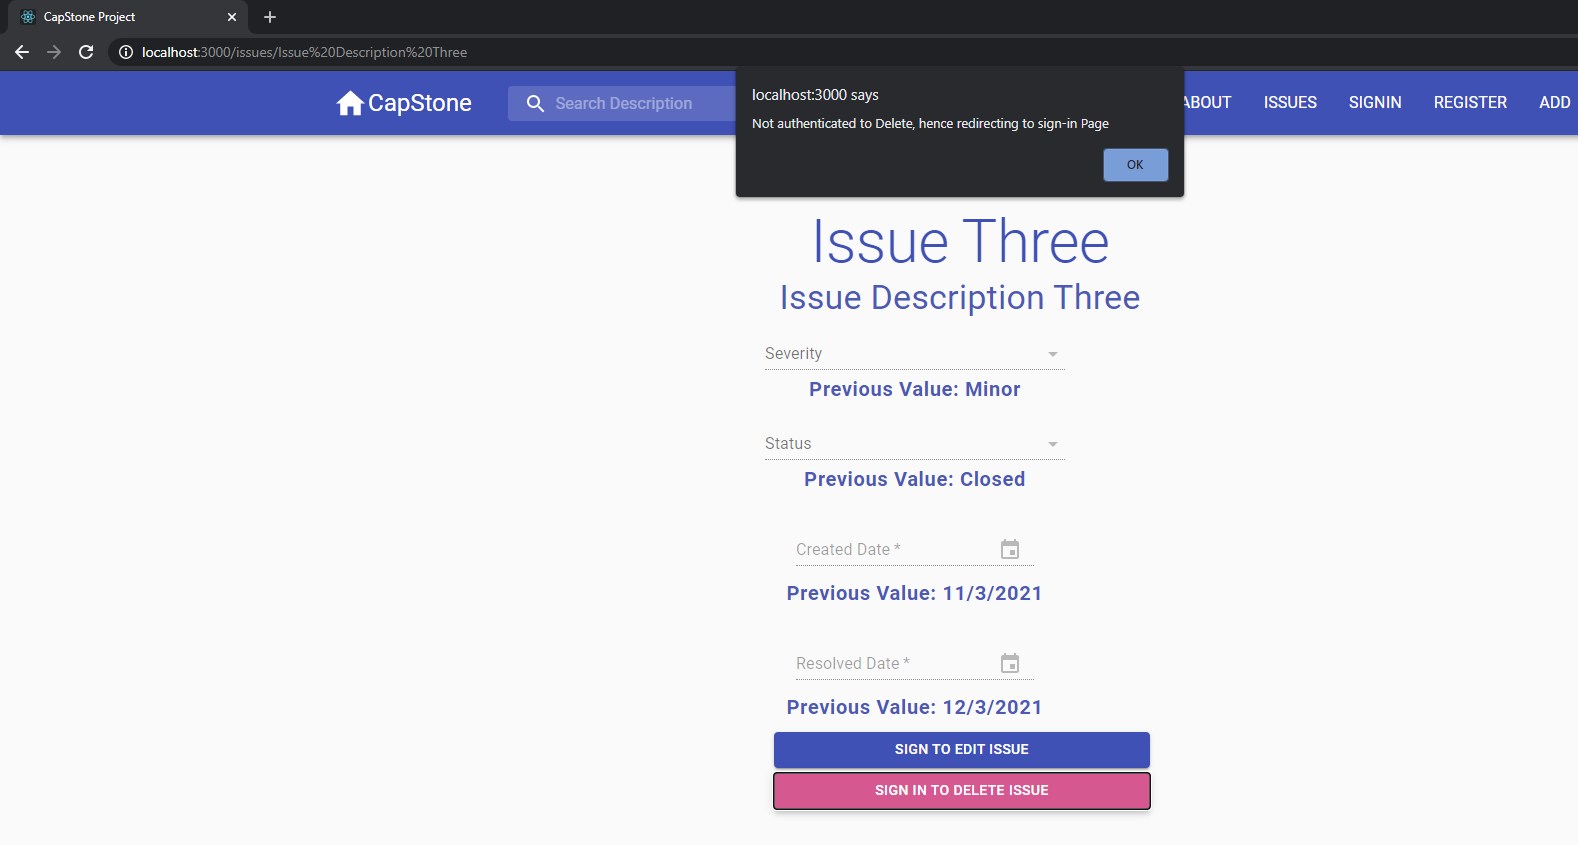 CapStone Project
localhost:3000/issues/Issue%20Description%20Three
CapStone
Search Description
ABOUT
ISSUES
SIGNIN
REGISTER
ADD
localhost:3000 says
Not authenticated to Delete, hence redirecting to sign-in Page
OK
Issue Three
Issue Description Three
Severity
Previous Value: Minor
Status
Previous Value: Closed
Created Date *
Previous Value: 11/3/2021
Resolved Date *
Previous Value: 12/3/2021
SIGN TO EDIT ISSUE
SIGN IN TO DELETE ISSUE